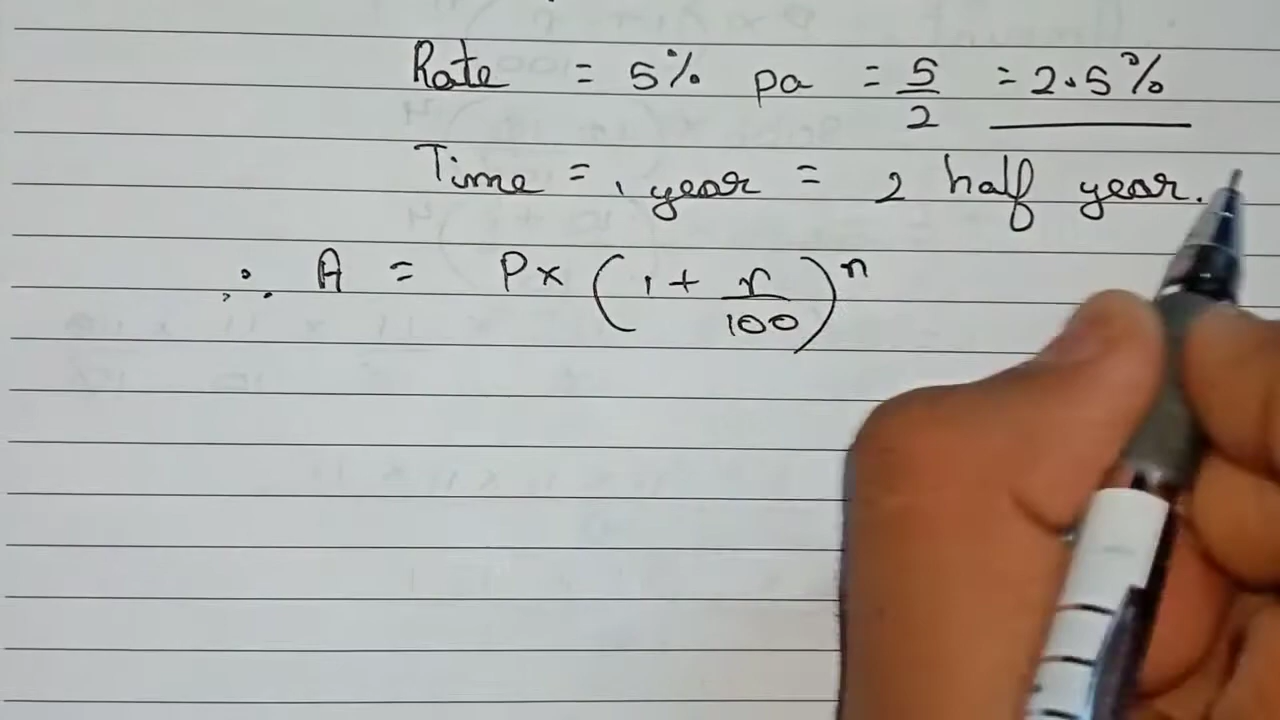 Rate = 5% pa = 5/2 = 2.5%
Time = 1 year = 2 half year.
∴ A = P× (1 + r/100)^n